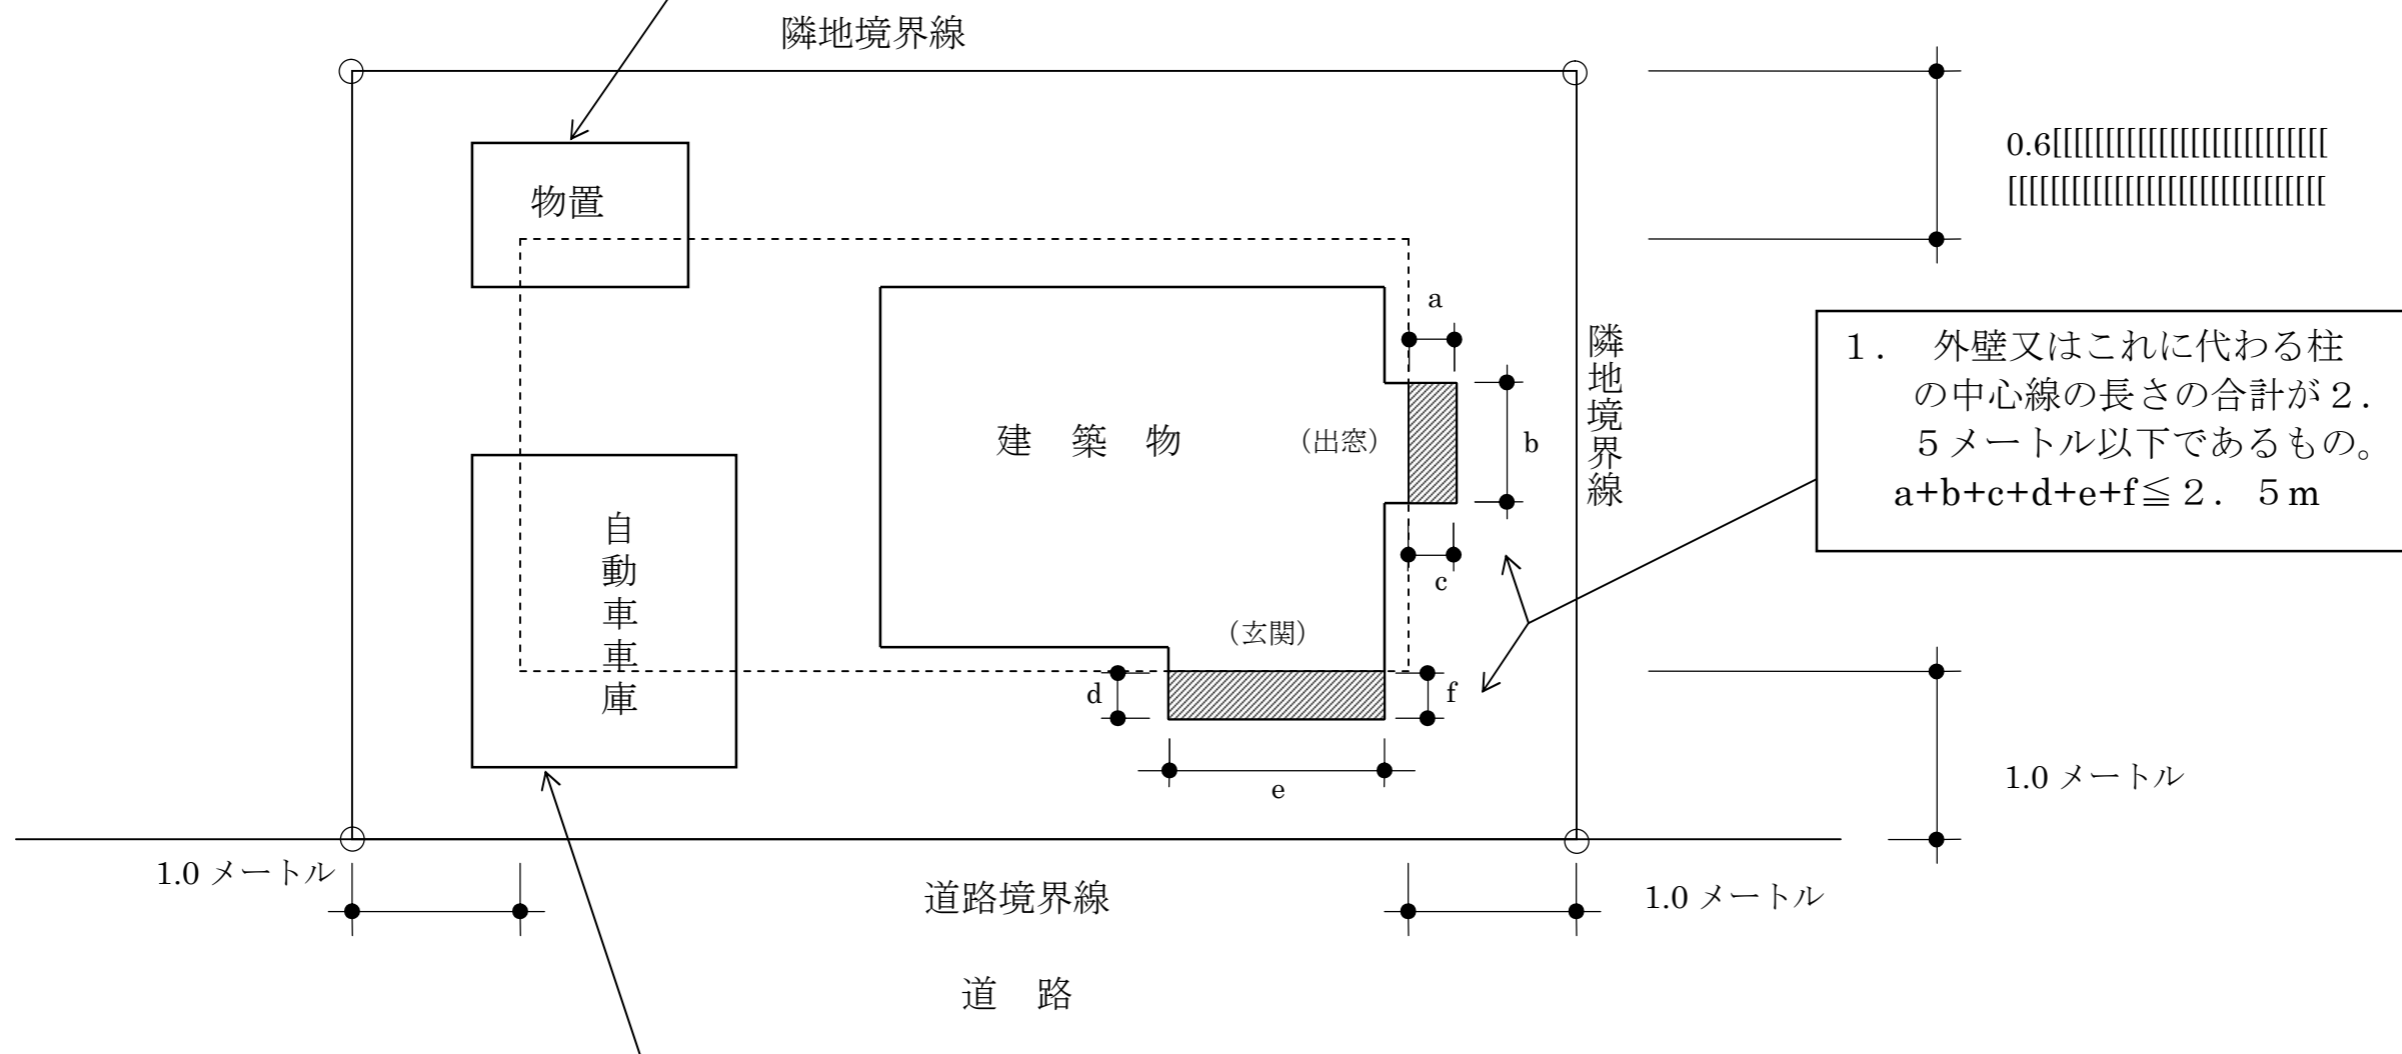 隣地境界線
0.6[[[[[[[[[[[[[[[[[[[[[[[[[[
[[[[[[[[[[[[[[[[[[[[[[[[[[[[[[
物置
a
隣地境界線
1. 外壁又はこれに代わる柱
の中心線の長さの合計が2.
5メートル以下であるもの。
a+b+c+d+e+f≦2. 5m
建 築 物
(出窓)
b
自動車車庫
c
(玄関)
d
f
e
1.0 メートル
1.0 メートル
道路境界線
1.0 メートル
道 路